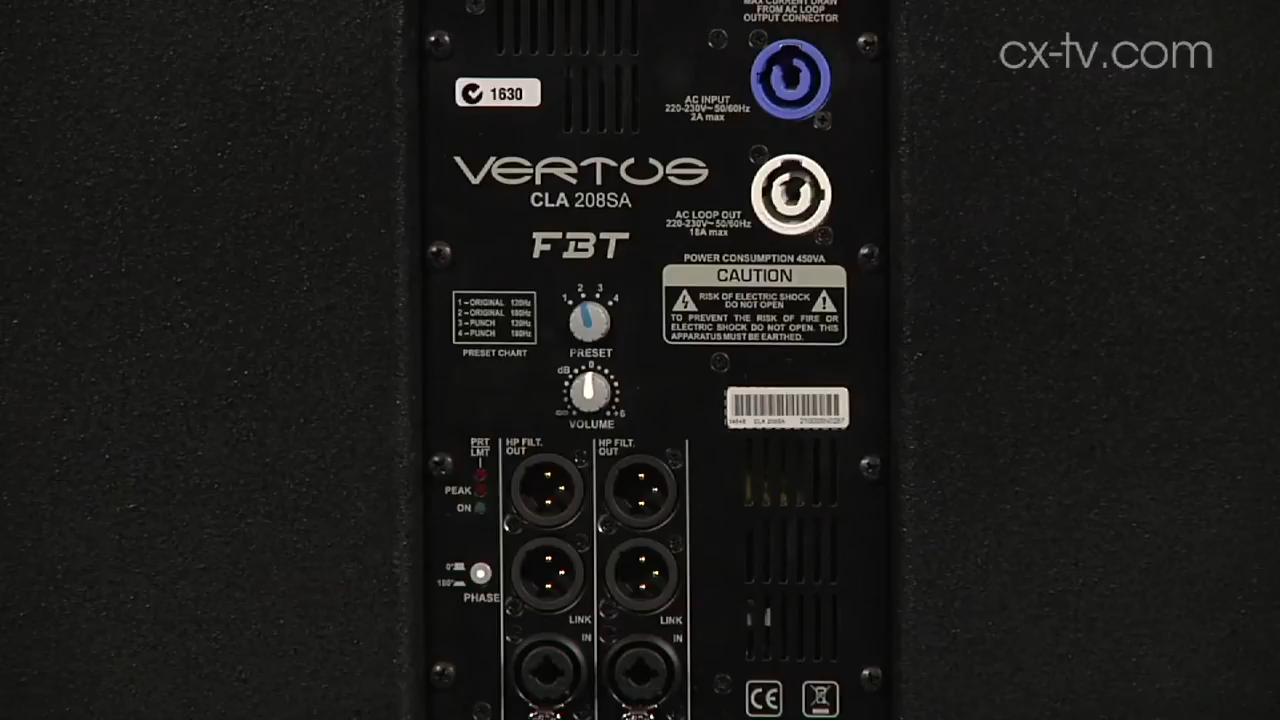 cx-tv.com
MAX CURRENT DRAW
FROM AC LOOP
OUTPUT CONNECTOR
1630
AC INPUT
220-230V~ 50/60Hz
2A max
VERTUS
CLA 208SA
AC LOOP OUT
220-230V~ 50/60Hz
16A max
FBT
POWER CONSUMPTION 450VA
CAUTION
RISK OF ELECTRIC SHOCK
DO NOT OPEN
TO PREVENT THE RISK OF FIRE OR
ELECTRIC SHOCK DO NOT OPEN. THIS
APPARATUS MUST BE EARTHED.
1 – ORIGINAL 120Hz
2 – ORIGINAL 180Hz
3 – PUNCH 120Hz
4 – PUNCH 180Hz
PRESET CHART
1 2 3 4
PRESET
dB 0
∞ +6
VOLUME
CLA 208SA
PRT
LMT
PEAK
ON
HP FILT.
OUT
HP FILT.
OUT
0°
180°
PHASE
LINK
LINK
IN
IN
CE